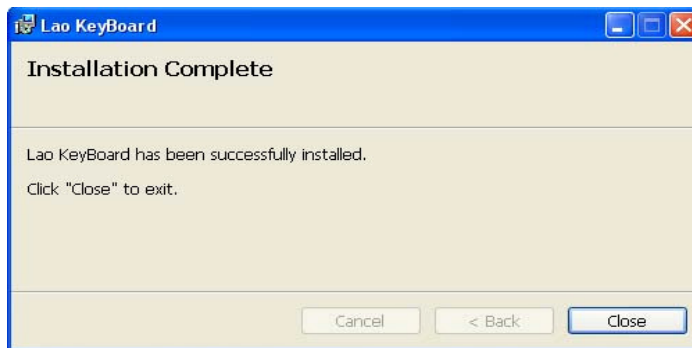 Lao KeyBoard
Installation Complete
Lao KeyBoard has been successfully installed.
Click "Close" to exit.
Cancel
< Back
Close